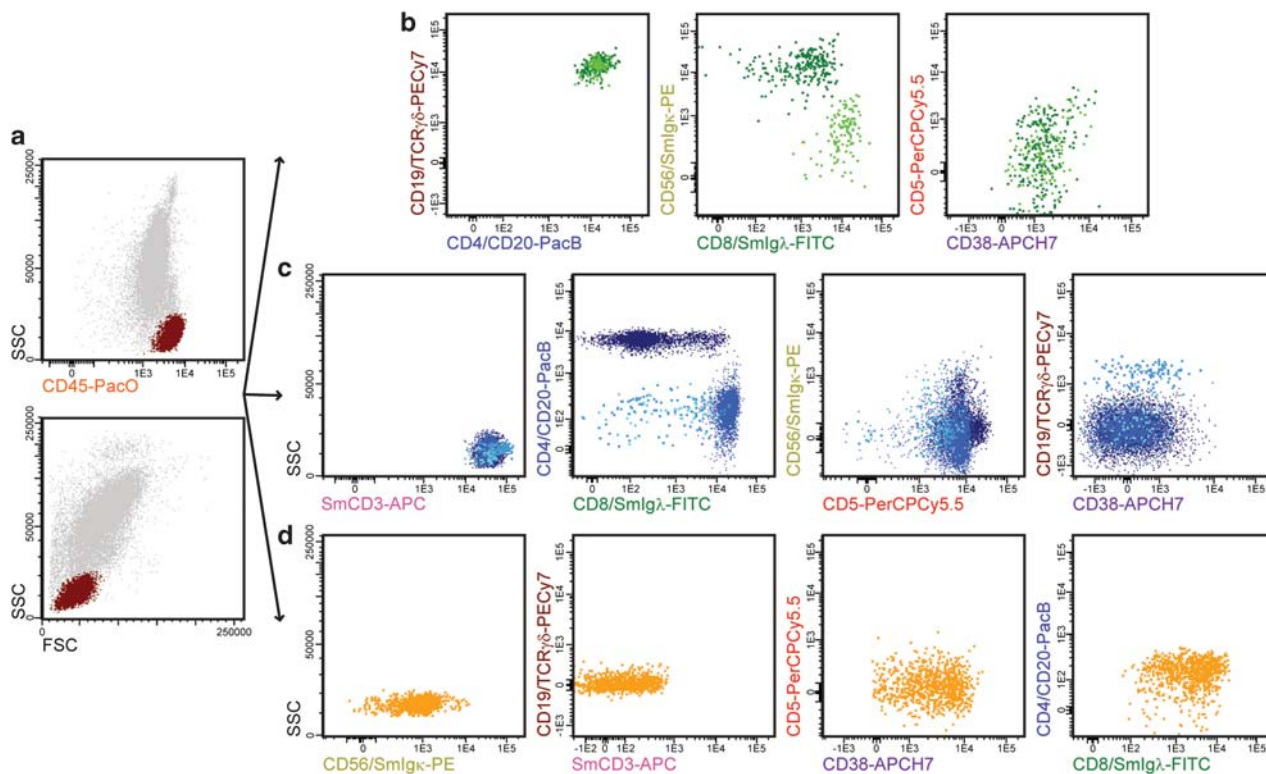 a
250000
50000
0
SSC
0
1E3
1E4
1E5
CD45-PacO
250000
50000
0
SSC
0
250000
FSC
b
CD19/TCRγδ-PECy7
1E5
1E4
1E3
0
-1E3
0
1E2
1E3
1E4
1E5
CD4/CD20-PacB
CD56/SmIgκ-PE
1E5
1E4
1E3
0
0
1E2
1E3
1E4
1E5
CD8/SmIgλ-FITC
CD5-PerCPCy5.5
1E5
1E4
1E3
0
0
1E3
1E4
1E5
CD38-APCH7
c
250000
50000
0
SSC
0
1E3
1E4
1E5
SmCD3-APC
CD4/CD20-PacB
1E5
1E4
1E3
1E2
0
0
1E2
1E3
1E4
1E5
CD8/SmIgλ-FITC
CD56/SmIgκ-PE
1E5
1E4
1E3
0
0
1E3
1E4
1E5
CD5-PerCPCy5.5
CD19/TCRγδ-PECy7
1E5
1E4
1E3
0
-1E3
-1E3
0
1E3
1E4
1E5
CD38-APCH7
d
250000
50000
0
SSC
0
1E3
1E4
1E5
CD56/SmIgκ-PE
CD19/TCRγδ-PECy7
1E5
1E4
1E3
0
-1E3
-1E2
0
1E2
1E3
1E4
1E5
SmCD3-APC
CD5-PerCPCy5.5
1E5
1E4
1E3
0
0
1E3
1E4
1E5
CD38-APCH7
CD4/CD20-PacB
1E5
1E4
1E3
1E2
0
0
1E2
1E3
1E4
1E5
CD8/SmIgλ-FITC